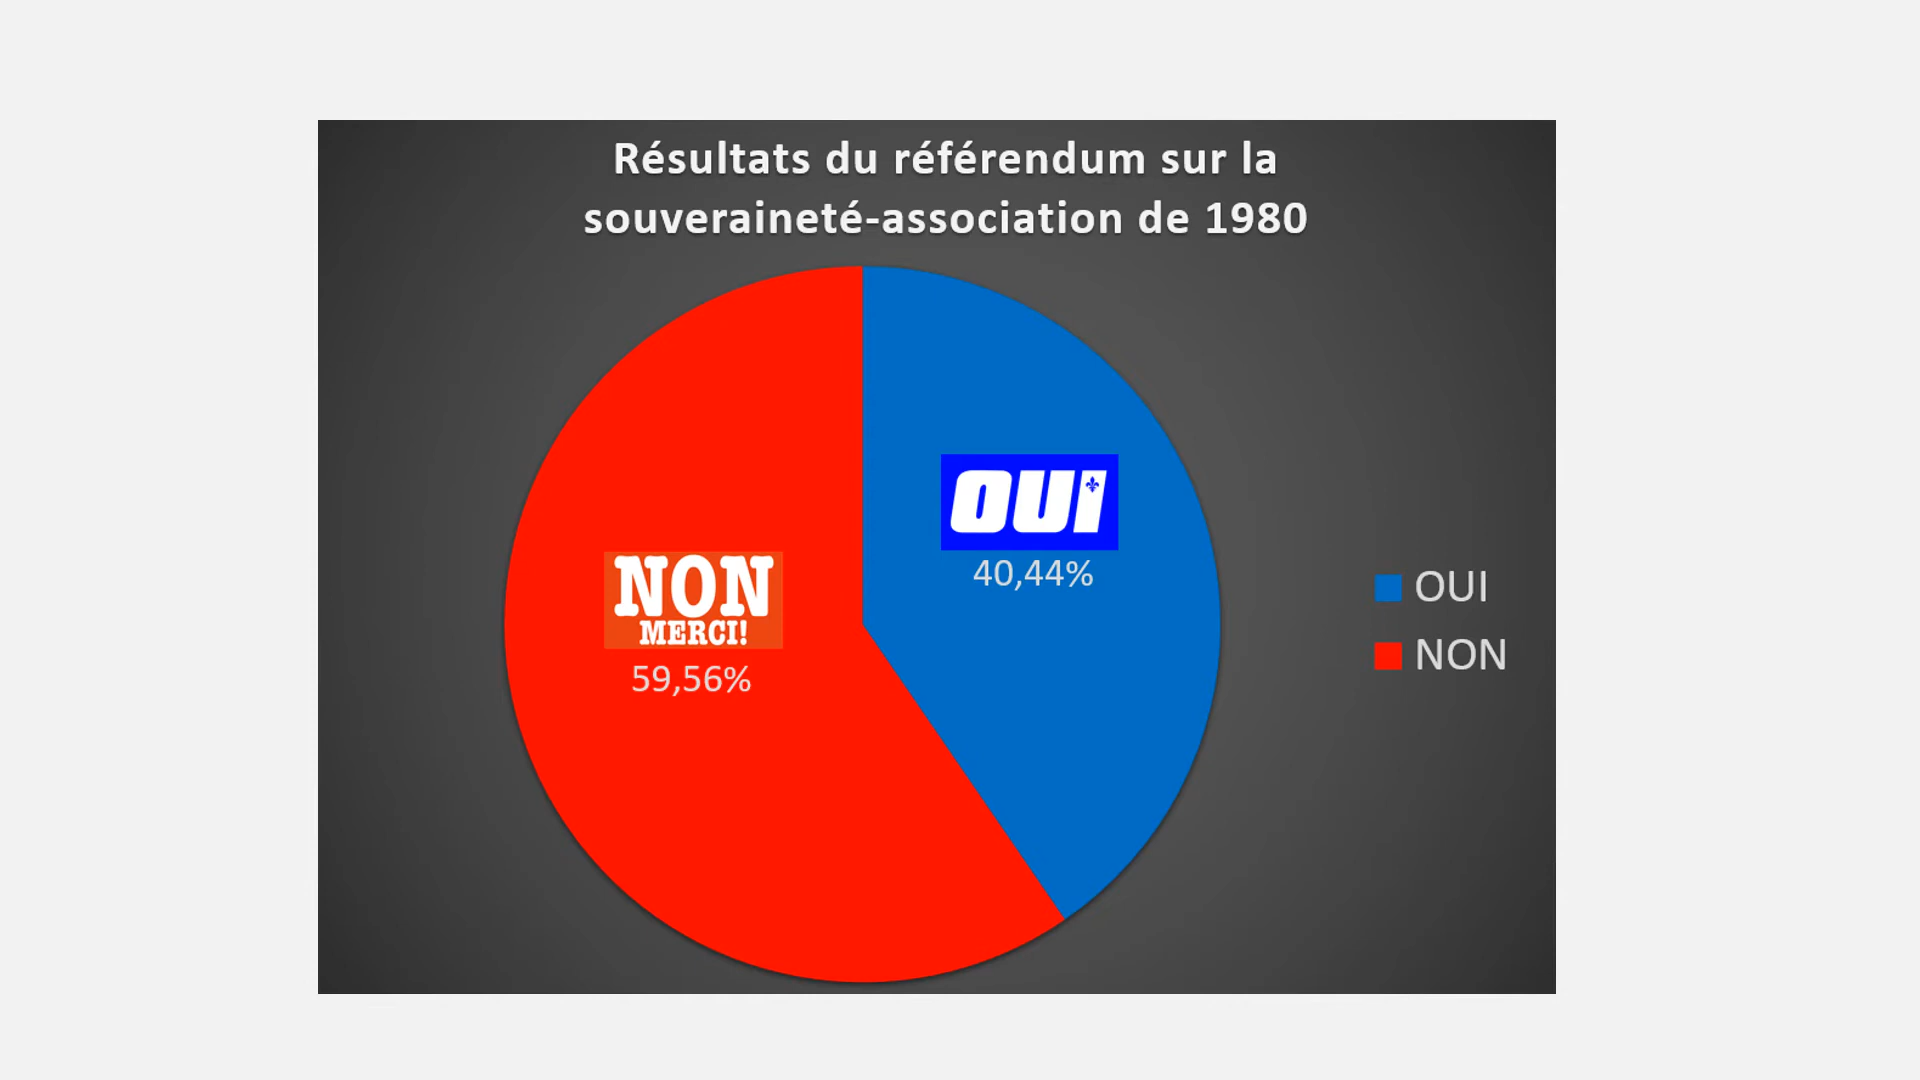 Résultats du référendum sur la
souveraineté-association de 1980
OUI
40,44%
NON
MERCI!
59,56%
OUI
NON